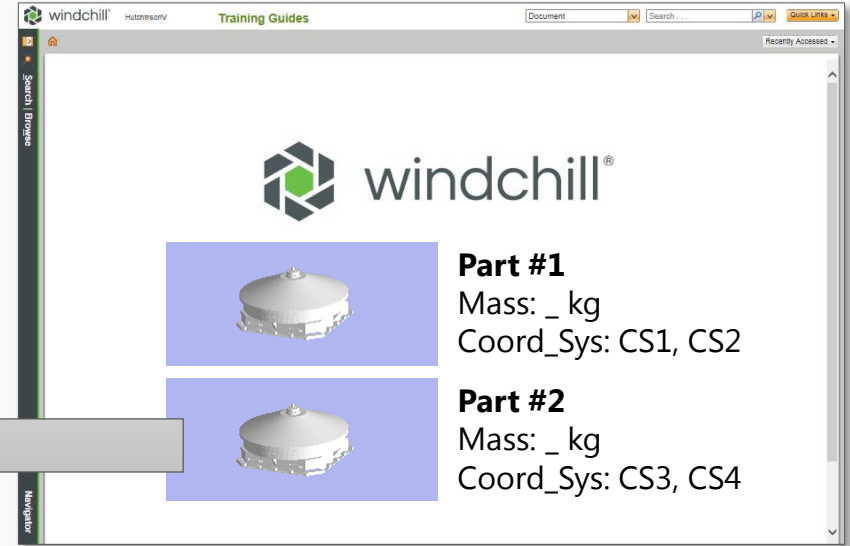 windchill® HutchinsonV Training Guides Document Search . . . Quick Links
Recently Accessed
Search | Browse
windchill®
Part #1
Mass: _ kg
Coord_Sys: CS1, CS2
Part #2
Mass: _ kg
Coord_Sys: CS3, CS4
Navigator